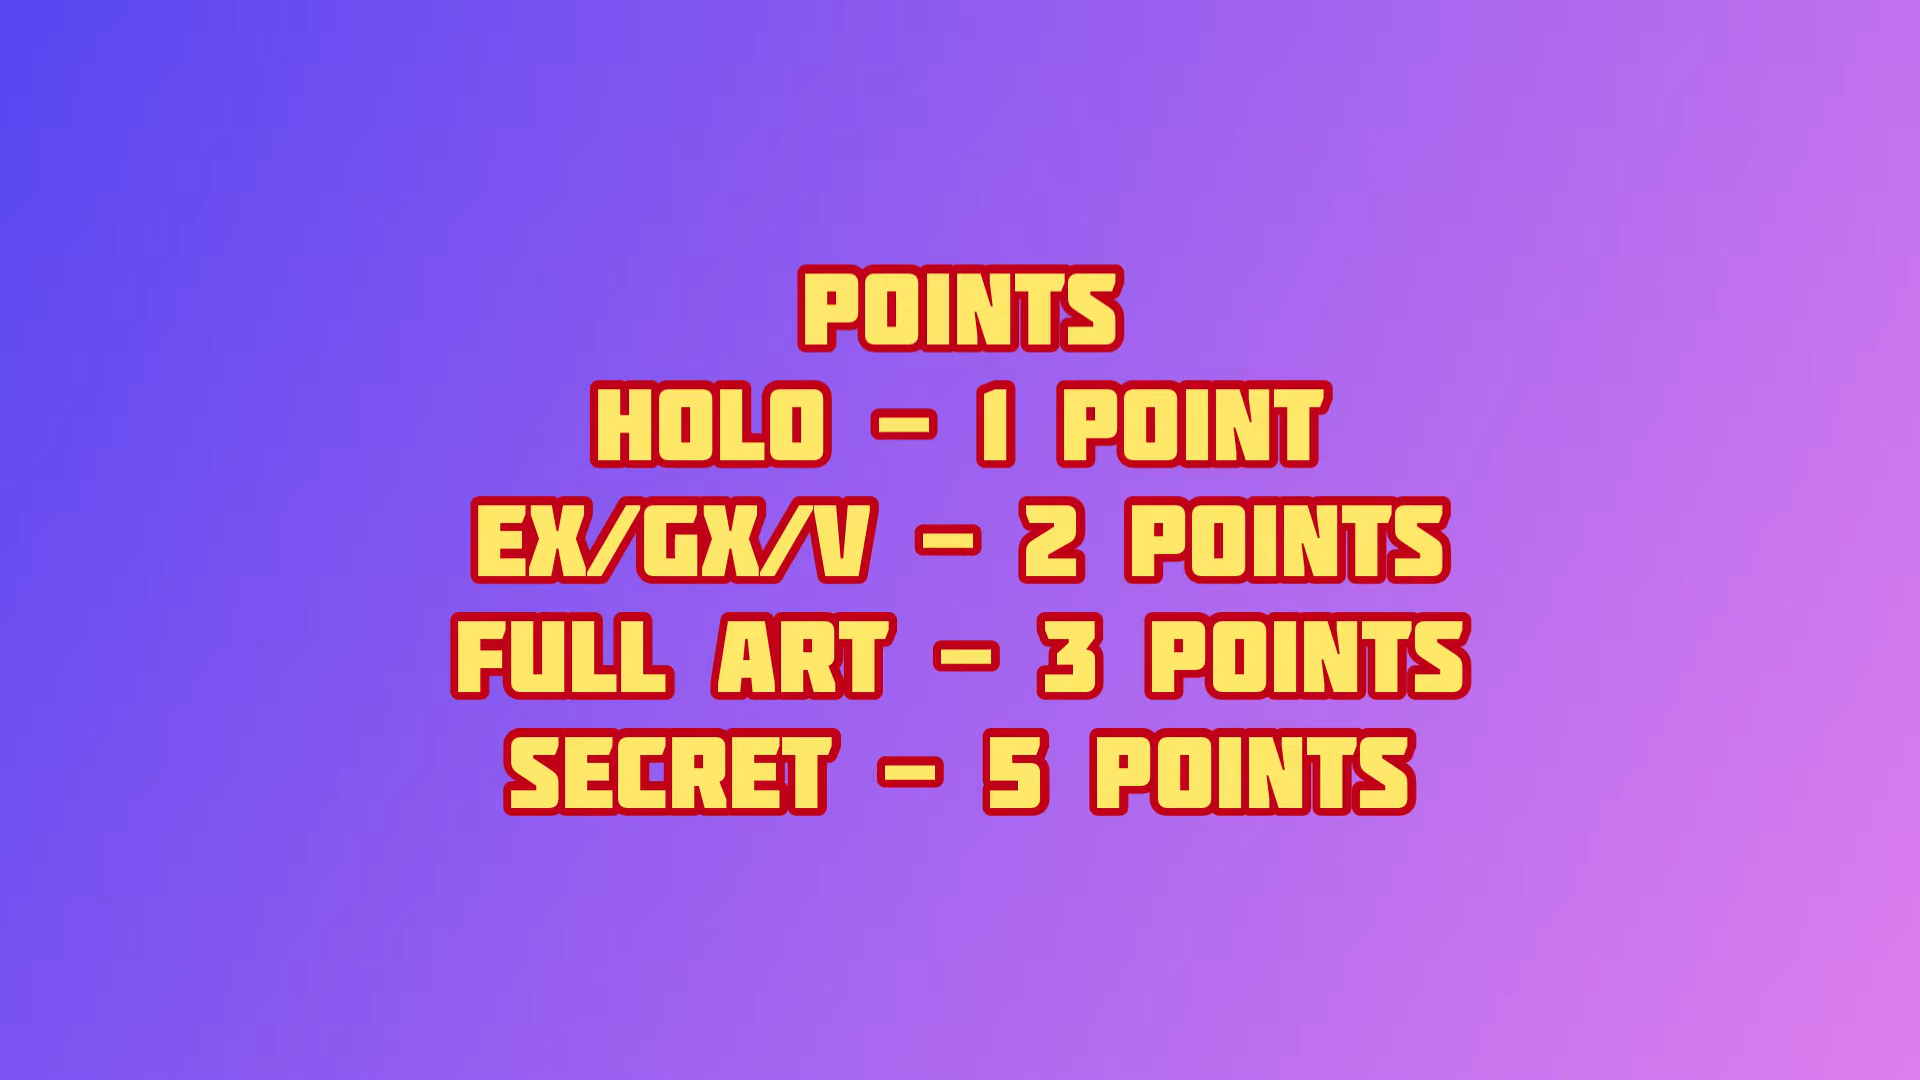 POINTS
HOLO - 1 POINT
EX/GX/V - 2 POINTS
FULL ART - 3 POINTS
SECRET - 5 POINTS